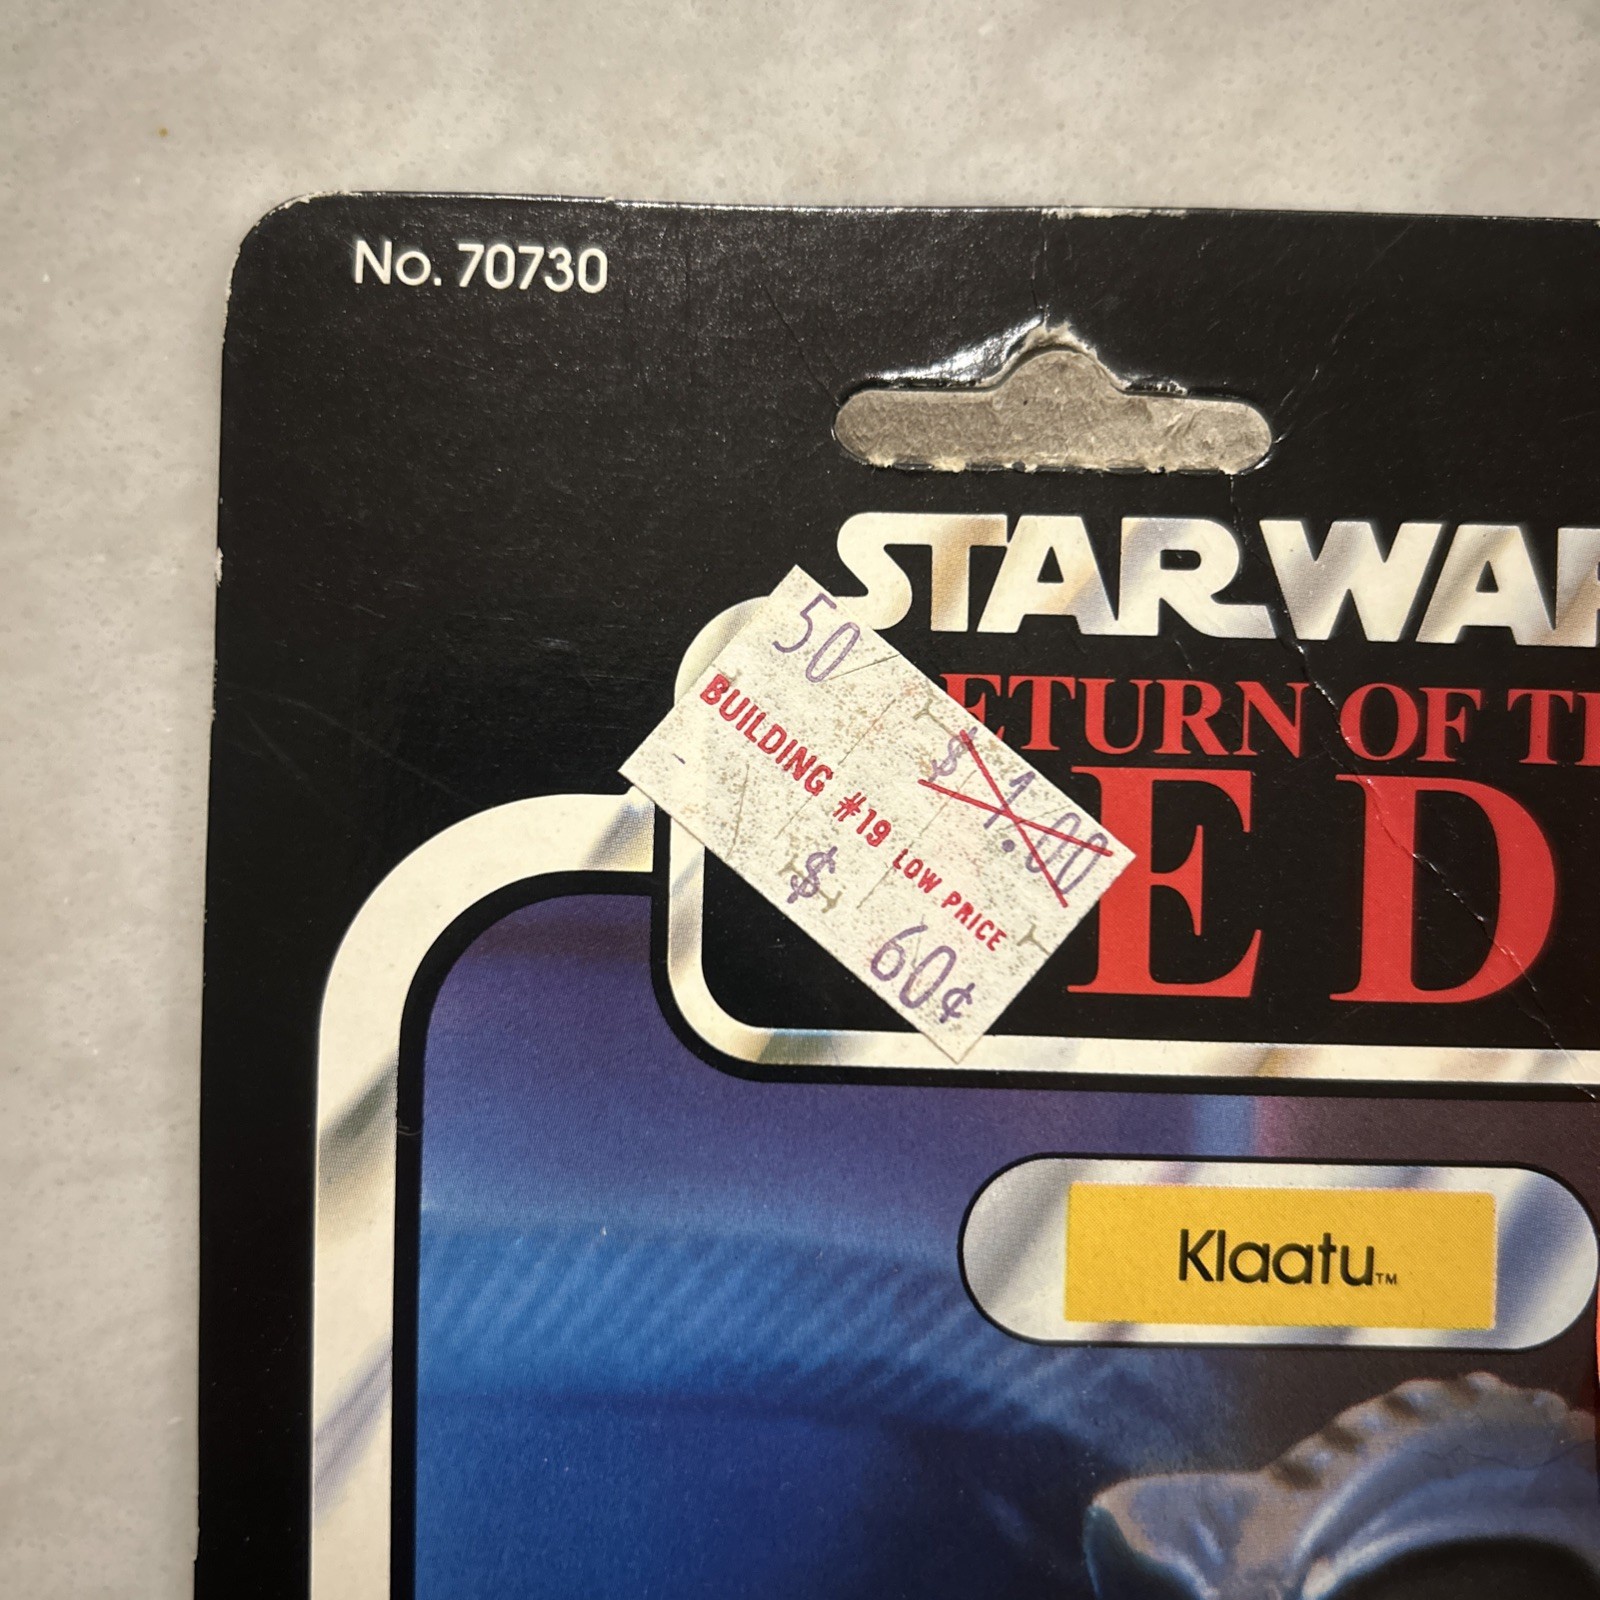 No. 70730
STAR WAR
ETURN OF T
ED
50
$1.00
BUILDING #19 LOW PRICE
$ 60¢
Klaatu™